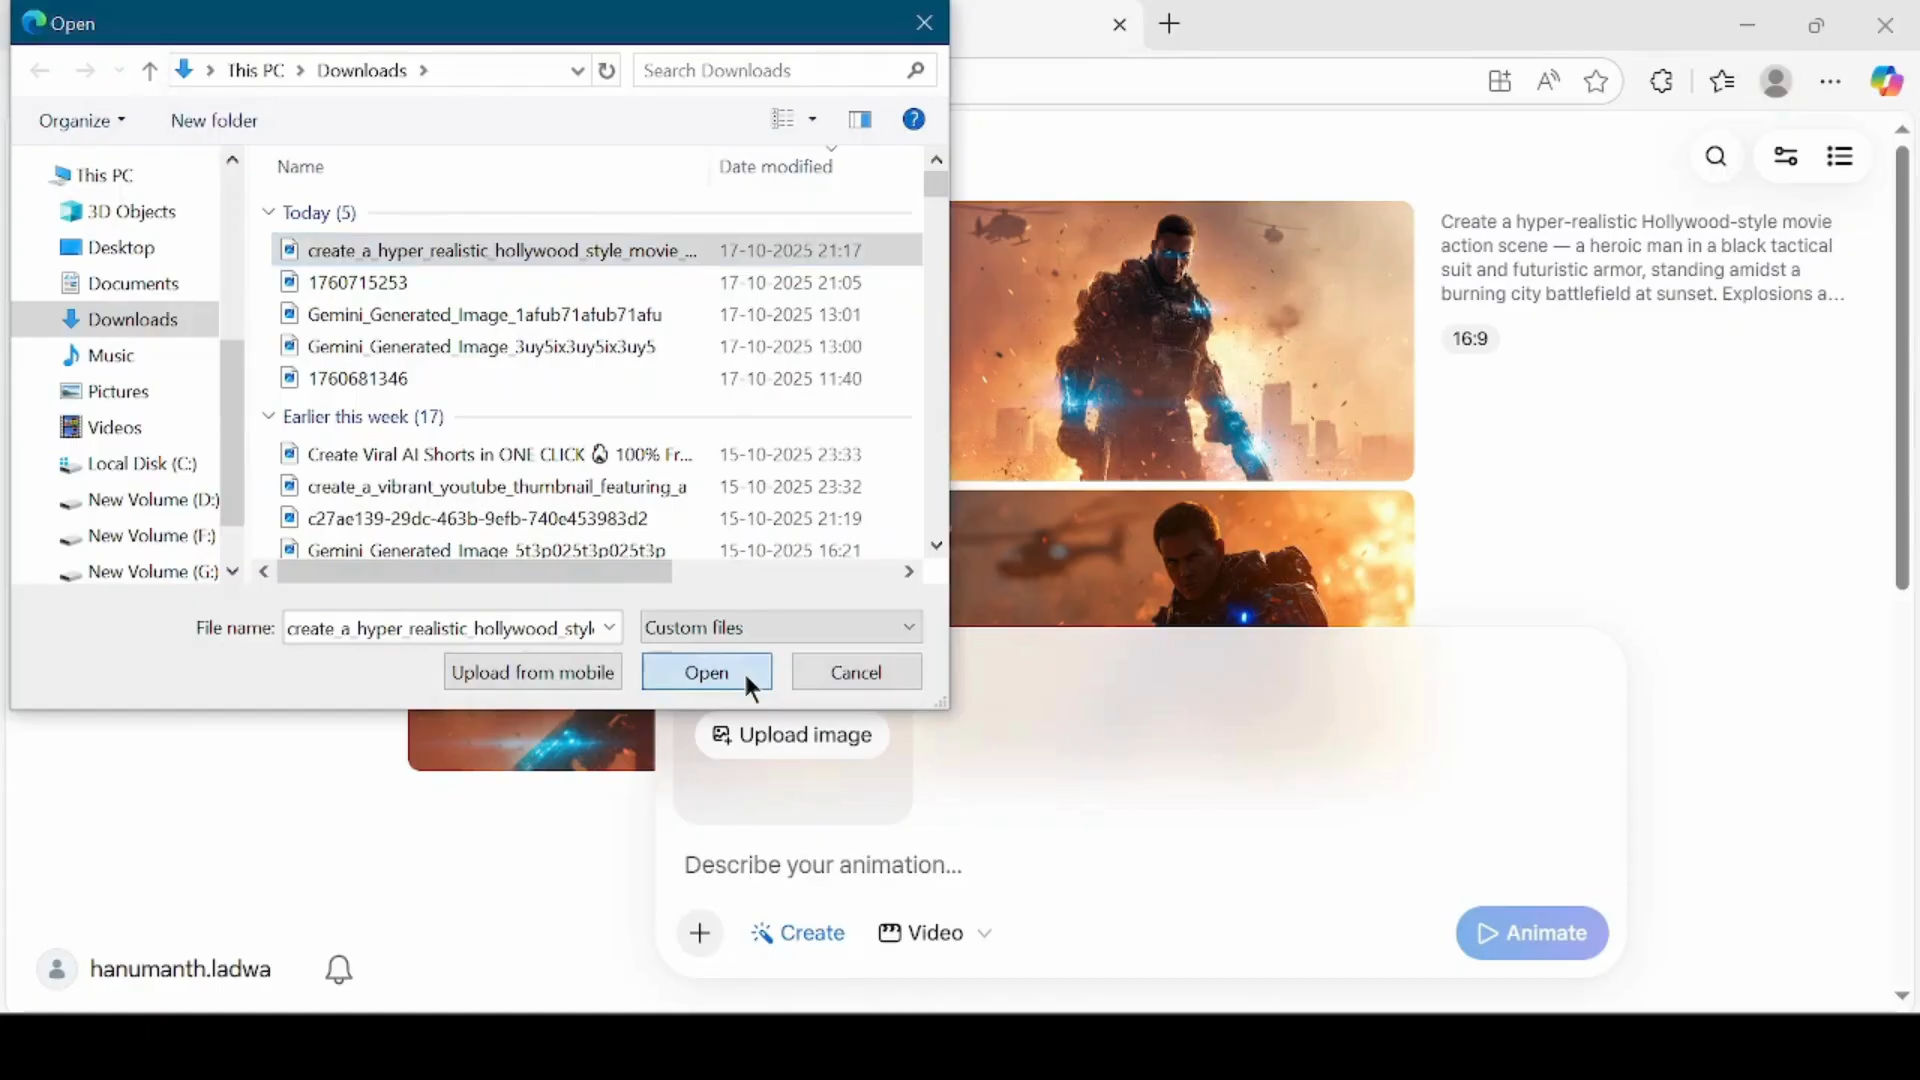 Open
This PC > Downloads >
Search Downloads
Organize
New folder
Name
Date modified
This PC
3D Objects
Desktop
Documents
Downloads
Music
Pictures
Videos
Local Disk (C:)
New Volume (D:)
New Volume (F:)
New Volume (G:)
Today (5)
create_a_hyper_realistic_hollywood_style_movie_... 17-10-2025 21:17
1760715253 17-10-2025 21:05
Gemini_Generated_Image_1afub71afub71afu 17-10-2025 13:01
Gemini_Generated_Image_3uy5ix3uy5ix3uy5 17-10-2025 13:00
1760681346 17-10-2025 11:40
Earlier this week (17)
Create Viral AI Shorts in ONE CLICK 🔥 100% Fr... 15-10-2025 23:33
create_a_vibrant_youtube_thumbnail_featuring_a 15-10-2025 23:32
c27ae139-29dc-463b-9efb-740e453983d2 15-10-2025 21:19
Gemini_Generated_Image_5t3p025t3p025t3p 15-10-2025 16:21
File name: create_a_hyper_realistic_hollywood_styl
Custom files
Upload from mobile
Open
Cancel
Create a hyper-realistic Hollywood-style movie
action scene — a heroic man in a black tactical
suit and futuristic armor, standing amidst a
burning city battlefield at sunset. Explosions a...
16:9
Upload image
Describe your animation...
Create
Video
Animate
hanumanth.ladwa